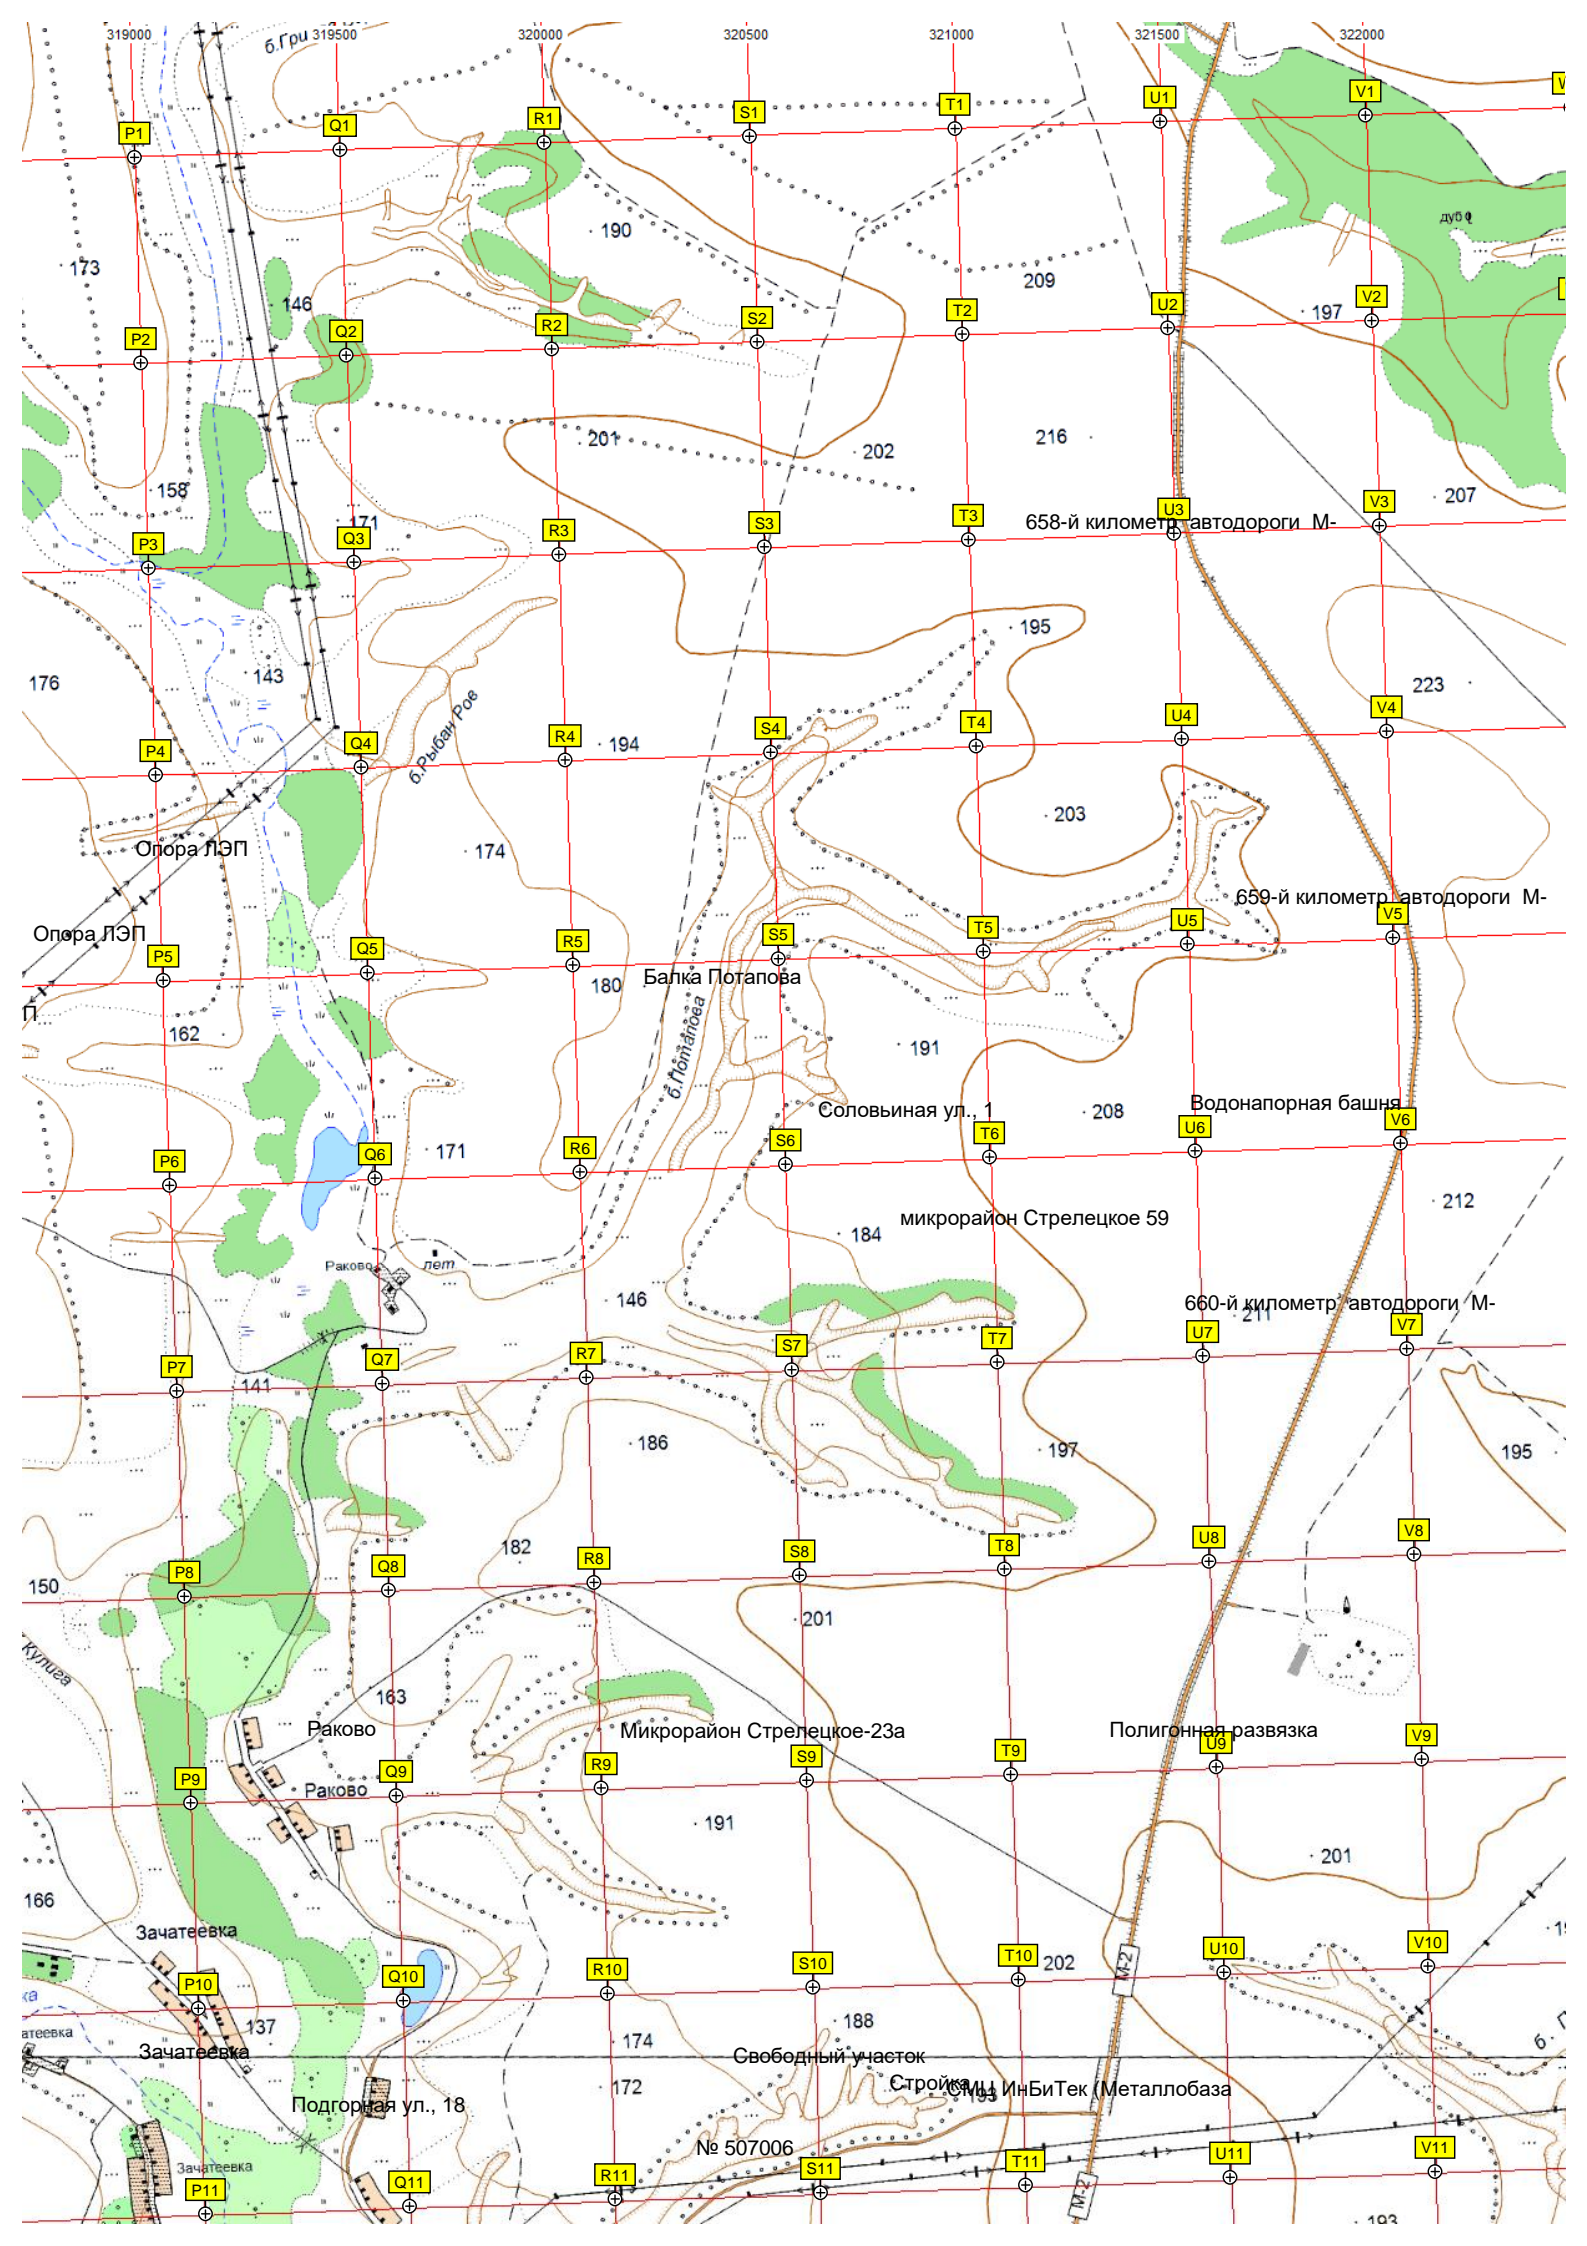 319000 319500 320000 320500 321000 321500 322000
б.Гри
P1 Q1 R1 S1 T1 U1 V1
дуб
190
173
209
146
197
P2 Q2 R2 S2 T2 U2 V2
201
202
216
158
207
171
658-й километр автодороги М-
P3 Q3 R3 S3 T3 U3 V3
195
143
176
223
б.Рыбан Ров
194
P4 Q4 R4 S4 T4 U4 V4
203
Опора ЛЭП
174
659-й километр автодороги М-
Опора ЛЭП
P5 Q5 R5 S5 T5 U5 V5
Балка Потапова
180
П
162
191
б.Потапова
Соловьиная ул., 1
208
Водонапорная башня
171
P6 Q6 R6 S6 T6 U6 V6
212
микрорайон Стрелецкое 59
184
Раково
лет
146
660-й километр автодороги М-
211
P7 Q7 R7 S7 T7 U7 V7
141
186
197
195
182
P8 Q8 R8 S8 T8 U8 V8
150
201
Кулига
163
Раково
Микрорайон Стрелецкое-23а
Полигонная развязка
P9 Q9 R9 S9 T9 U9 V9
Раково
191
201
166
Зачатеевка
202
М-2
P10 Q10 R10 S10 T10 U10 V10
ка
137
188
атеевка
174
Зачатеевка
Свободный участок
б. П
172
Стройка
СМЦ ИнБиТек (Металлобаза
193
Подгорная ул., 18
№ 507006
Зачатеевка
P11 Q11 R11 S11 T11 U11 V11
М-2
193